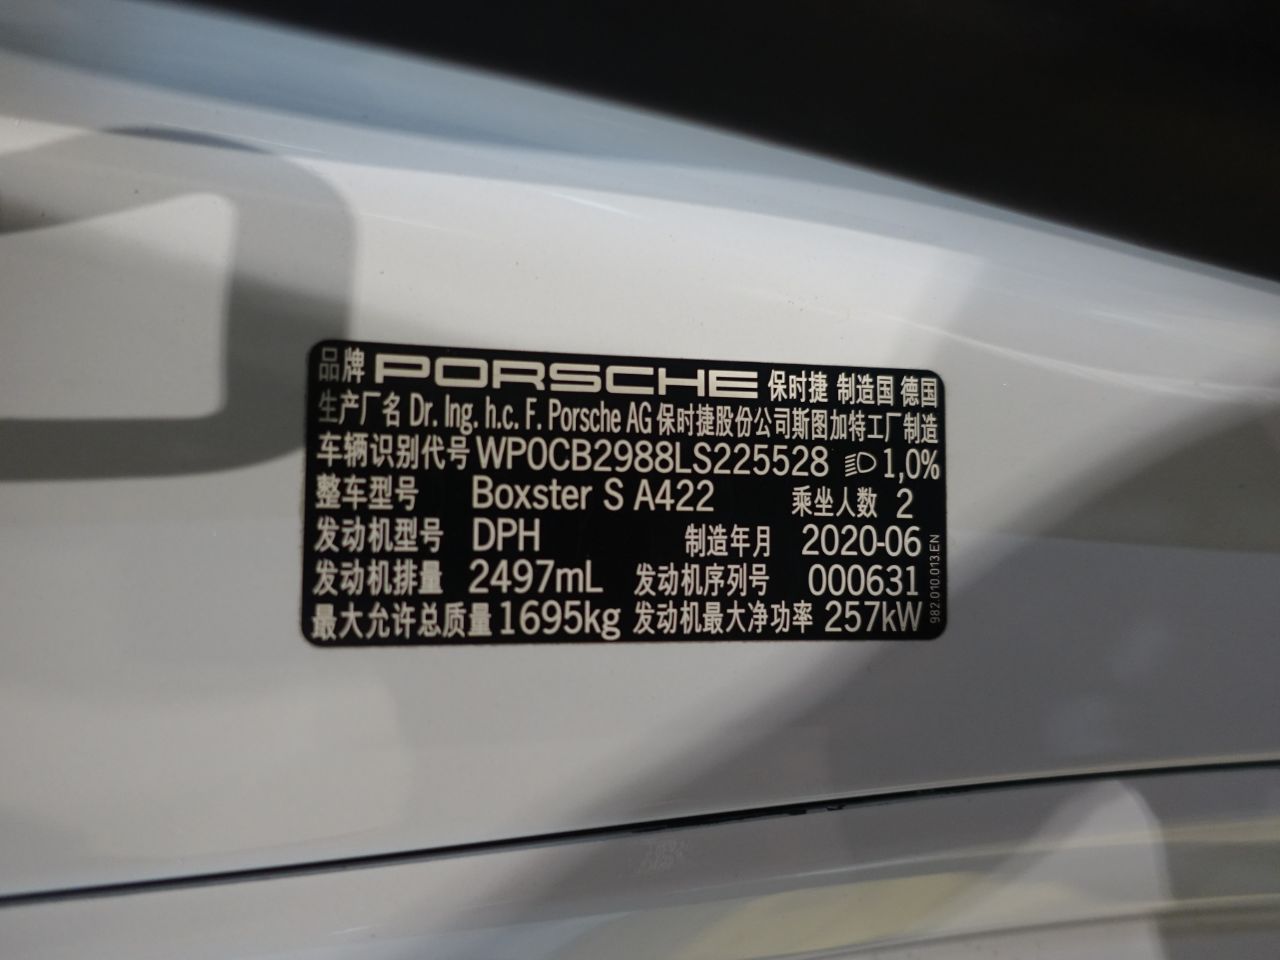 品牌 PORSCHE 保时捷 制造国 德国
生产厂名 Dr. Ing. h.c. F. Porsche AG 保时捷股份公司斯图加特工厂制造
车辆识别代号 WP0CB2988LS225528 1,0%
整车型号 Boxster S A422 乘坐人数 2
发动机型号 DPH 制造年月 2020-06
发动机排量 2497mL 发动机序列号 000631
最大允许总质量 1695kg 发动机最大净功率 257kW
982.010.013.EN